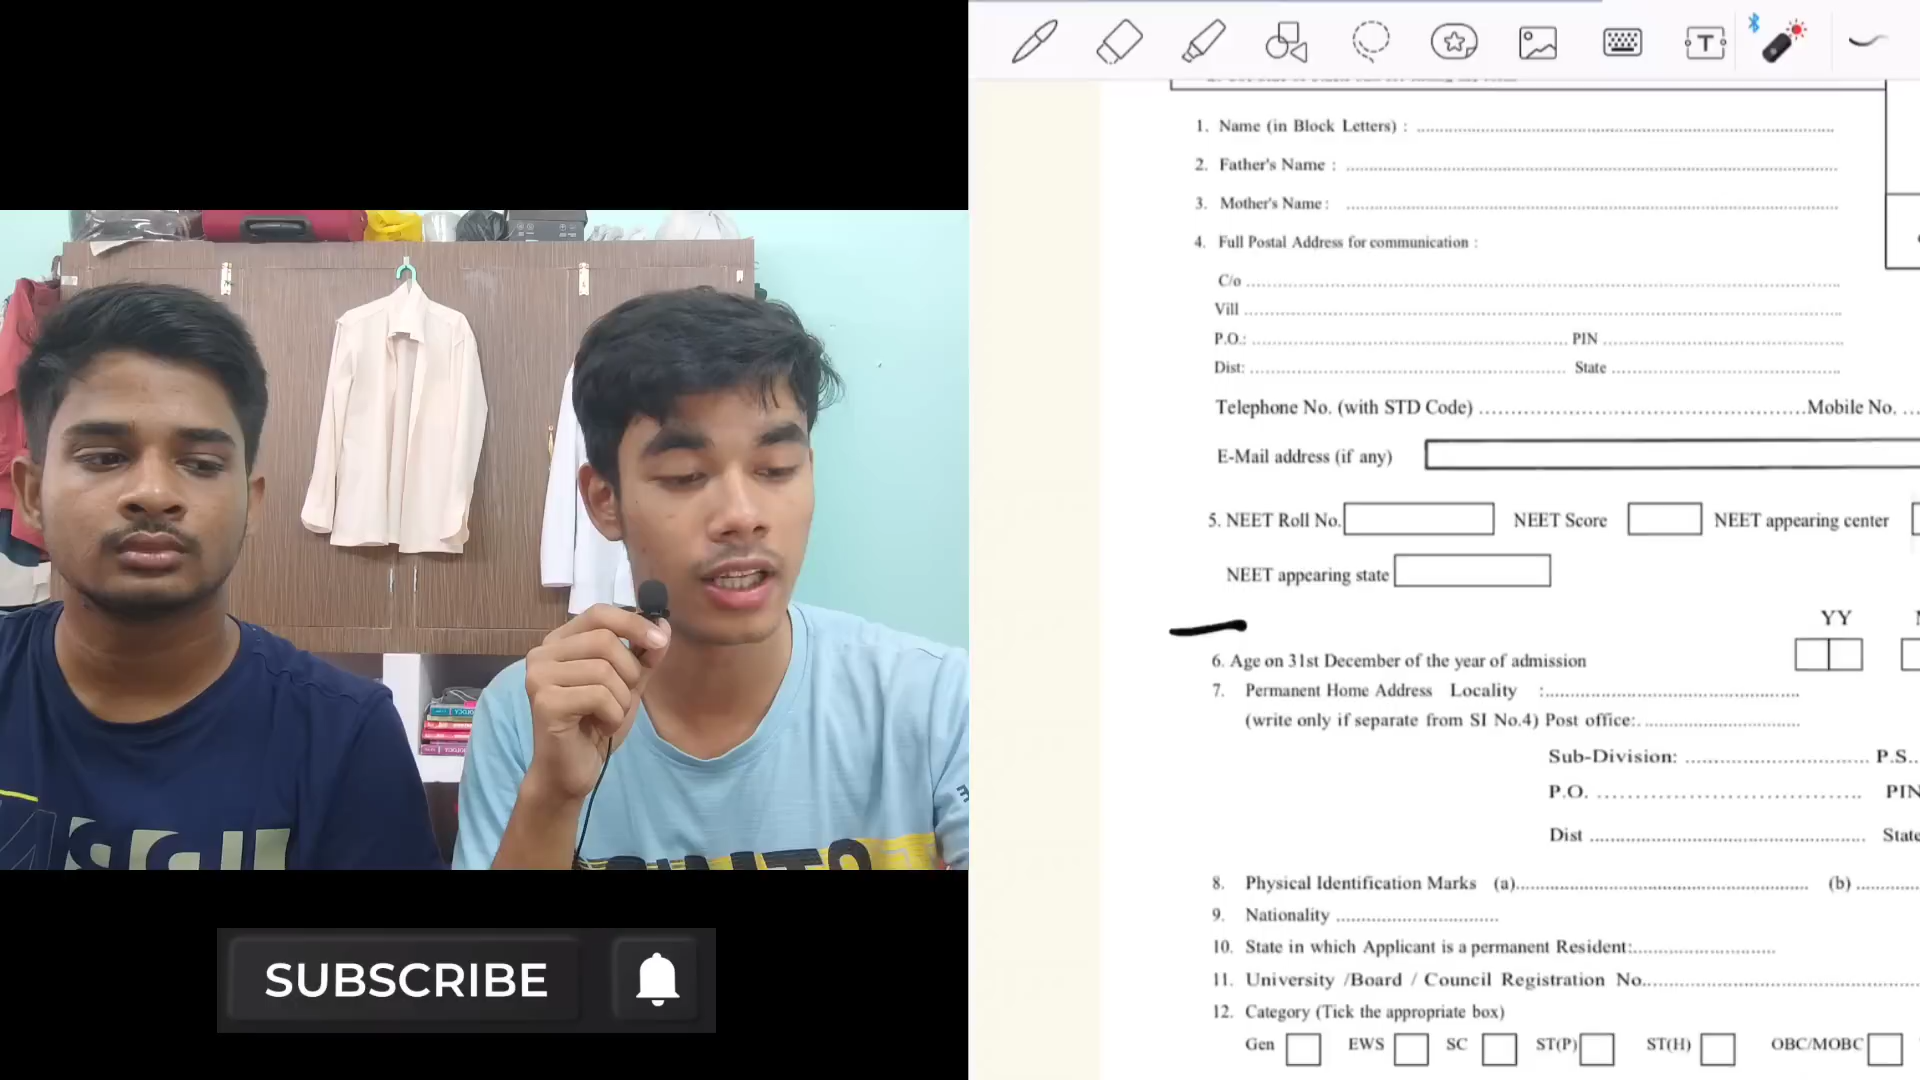 1. Name (in Block Letters) :
2. Father's Name :
3. Mother's Name :
4. Full Postal Address for communication :
C/o
Vill
P.O.: PIN
Dist: State
Telephone No. (with STD Code) Mobile No.
E-Mail address (if any)
5. NEET Roll No. NEET Score NEET appearing center
NEET appearing state
YY
6. Age on 31st December of the year of admission
7. Permanent Home Address Locality :
(write only if separate from SI No.4) Post office:
Sub-Division: P.S.
P.O. PIN
Dist State
8. Physical Identification Marks (a) (b)
9. Nationality
10. State in which Applicant is a permanent Resident:
11. University /Board / Council Registration No.
12. Category (Tick the appropriate box)
Gen EWS SC ST(P) ST(H) OBC/MOBC
SUBSCRIBE